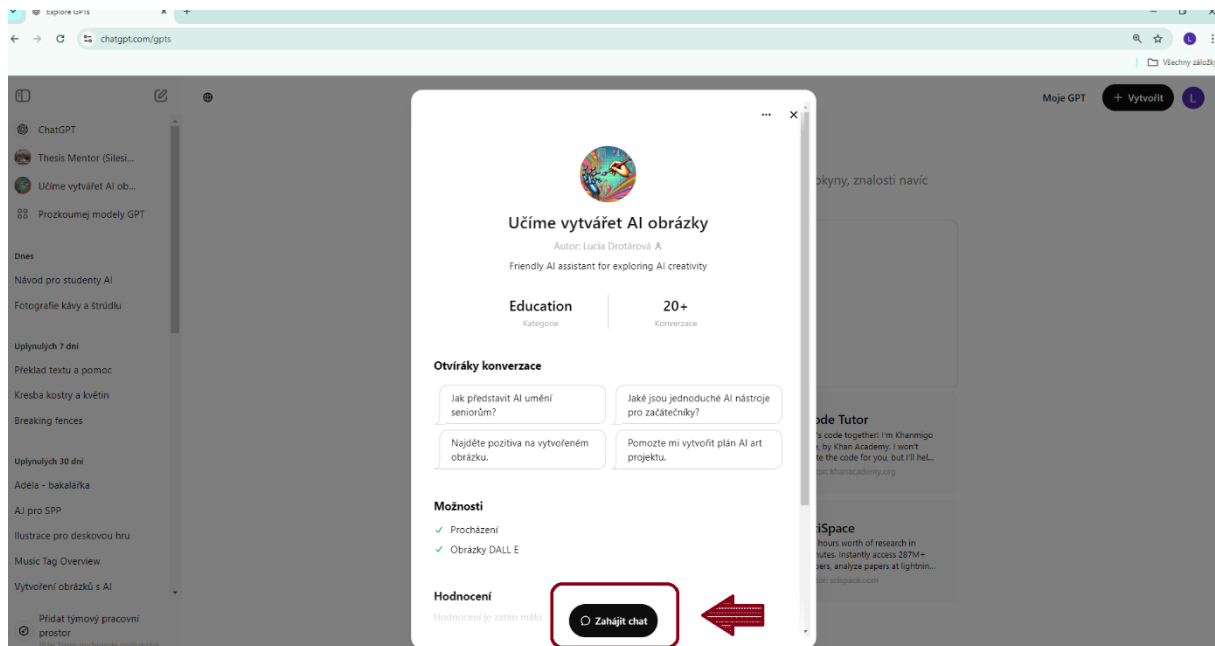 Explore GPTs
chatgpt.com/gpts
L
Všechny záložky
ChatGPT
Thesis Mentor (Silesi...
Učíme vytvářet AI ob...
Prozkoumej modely GPT
Dnes
Návod pro studenty AI
Fotografie kávy a štrúdlu
Uplynulých 7 dní
Překlad textu a pomoc
Kresba kostry a květin
Breaking fences
Uplynulých 30 dní
Adéla - bakalářka
AJ pro SPP
Ilustrace pro deskovou hru
Music Tag Overview
Vytvoření obrázků s AI
Přidat týmový pracovní
prostor
Moje GPT
+ Vytvořit
L
okyny, znalosti navíc
Učíme vytvářet AI obrázky
Autor: Lucia Drotárová
Friendly AI assistant for exploring AI creativity
Education
Kategorie
20+
Konverzace
Otvíráky konverzace
Jak představit AI umění
seniorům?
Jaké jsou jednoduché AI nástroje
pro začátečníky?
Najděte pozitiva na vytvořeném
obrázku.
Pomozte mi vytvořit plán AI art
projektu.
Možnosti
Procházení
Obrázky DALL E
Hodnocení
Hodnocení je zatím málo
Zahájit chat
ode Tutor
's code together! I'm Khanmigo
, by Khan Academy. I won't
te the code for you, but I'll hel...
tor: khanacademy.org
iSpace
hours worth of research in
nutes. Instantly access 287M+
pers, analyze papers at lightnin...
tor: scispace.com